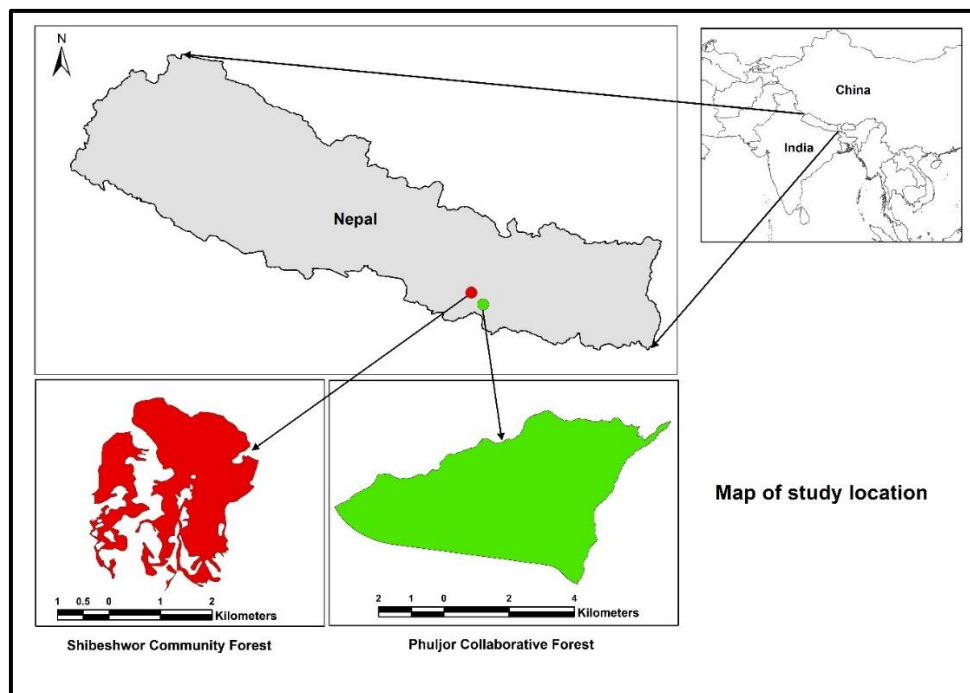 N
Nepal
China
India
1 0.5 0 1 2
Kilometers
Shibeshwor Community Forest
2 1 0 2 4
Kilometers
Phuljor Collaborative Forest
Map of study location